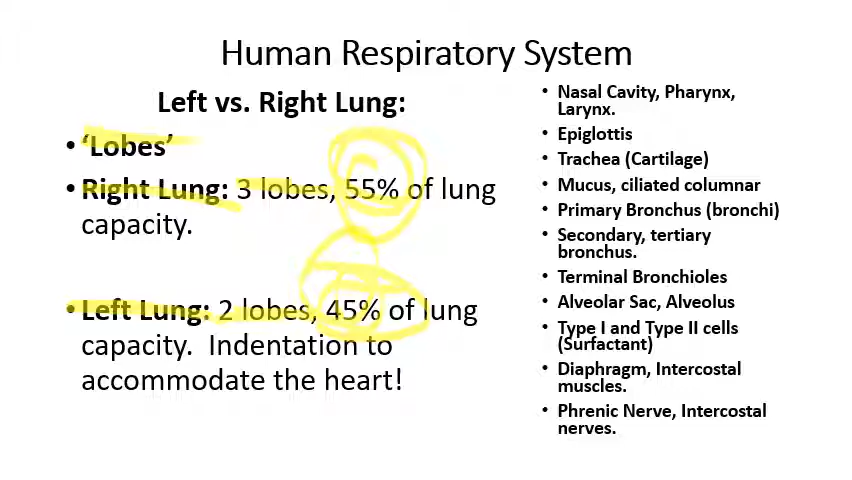 Human Respiratory System
Left vs. Right Lung:
• ‘Lobes’
• Right Lung: 3 lobes, 55% of lung
capacity.
• Left Lung: 2 lobes, 45% of lung
capacity. Indentation to
accommodate the heart!
• Nasal Cavity, Pharynx,
Larynx.
• Epiglottis
• Trachea (Cartilage)
• Mucus, ciliated columnar
• Primary Bronchus (bronchi)
• Secondary, tertiary
bronchus.
• Terminal Bronchioles
• Alveolar Sac, Alveolus
• Type I and Type II cells
(Surfactant)
• Diaphragm, Intercostal
muscles.
• Phrenic Nerve, Intercostal
nerves.